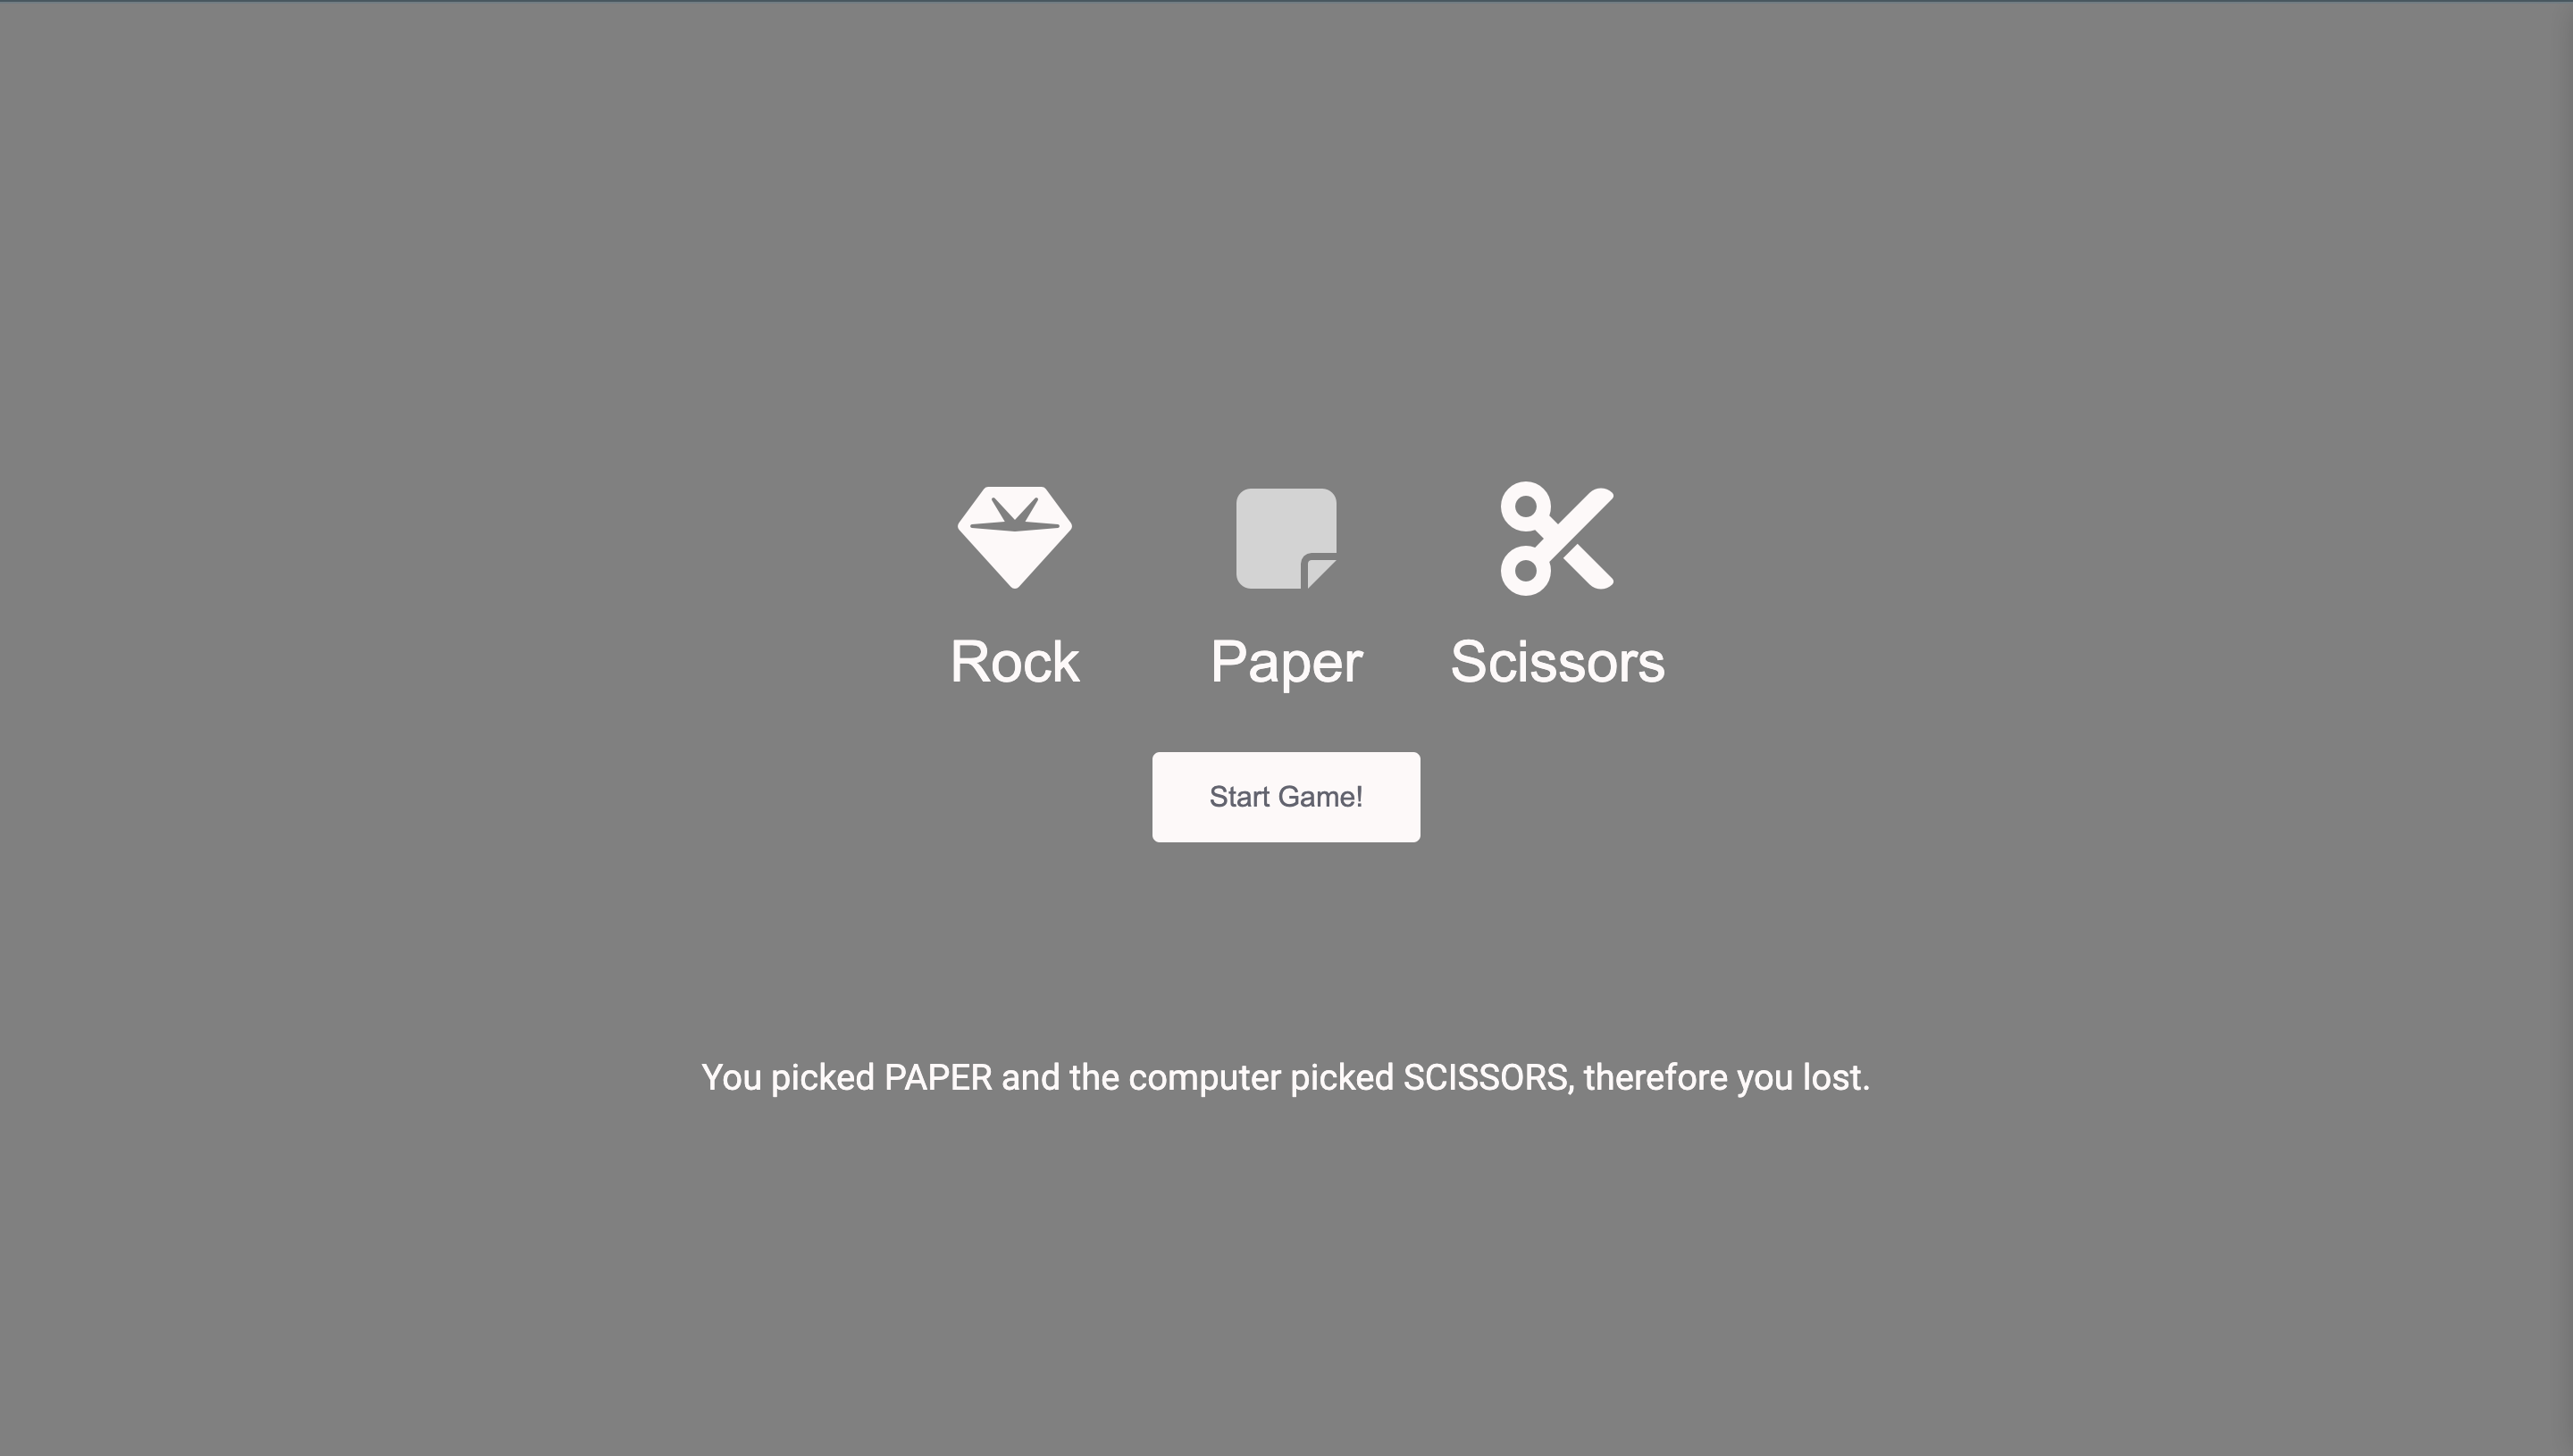 Rock Paper Scissors
Start Game!
You picked PAPER and the computer picked SCISSORS, therefore you lost.